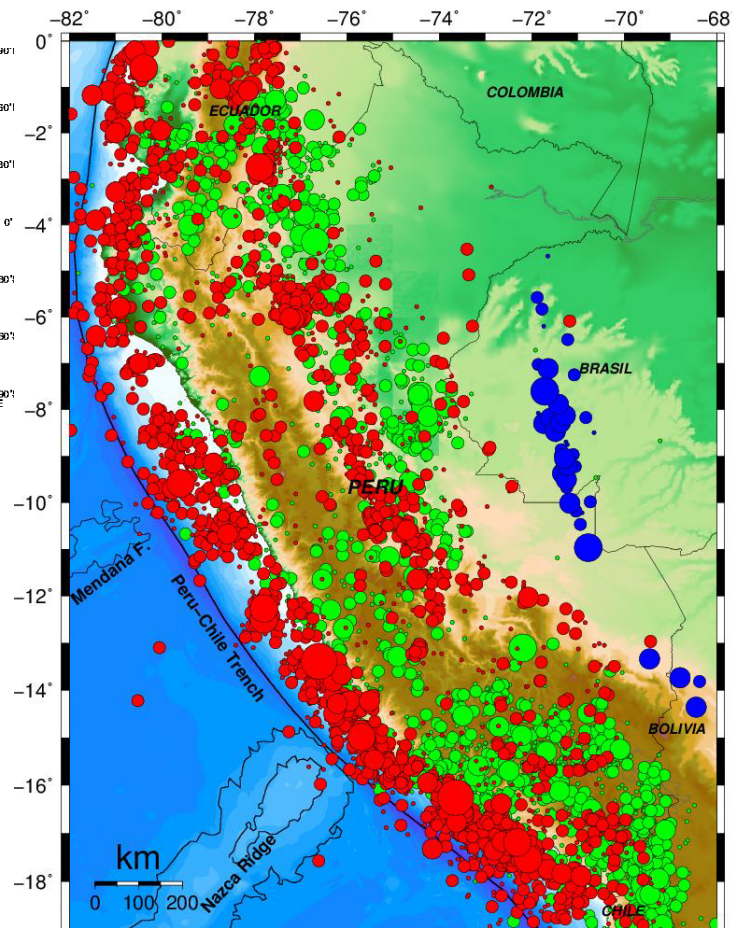 −82° −80° −78° −76° −74° −72° −70° −68°
0°
−2°
−4°
−6°
−8°
−10°
−12°
−14°
−16°
−18°
0°
COLOMBIA
ECUADOR
BRASIL
PERU
Mendana F.
Peru−Chile Trench
BOLIVIA
Nazca Ridge
km
0 100 200
CHILE